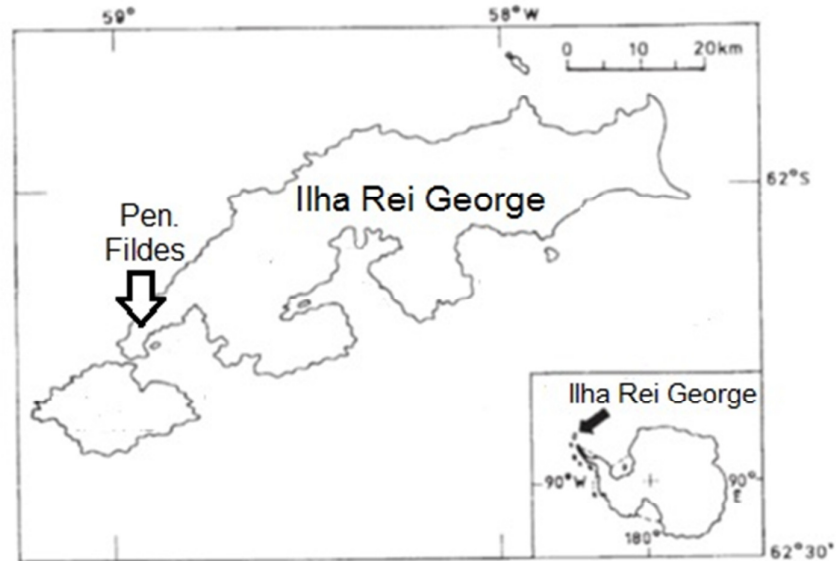 59°
58° W
0 10 20km
62°S
Ilha Rei George
Pen.
Fildes
Ilha Rei George
90°W
90°
E
180°
62°30'